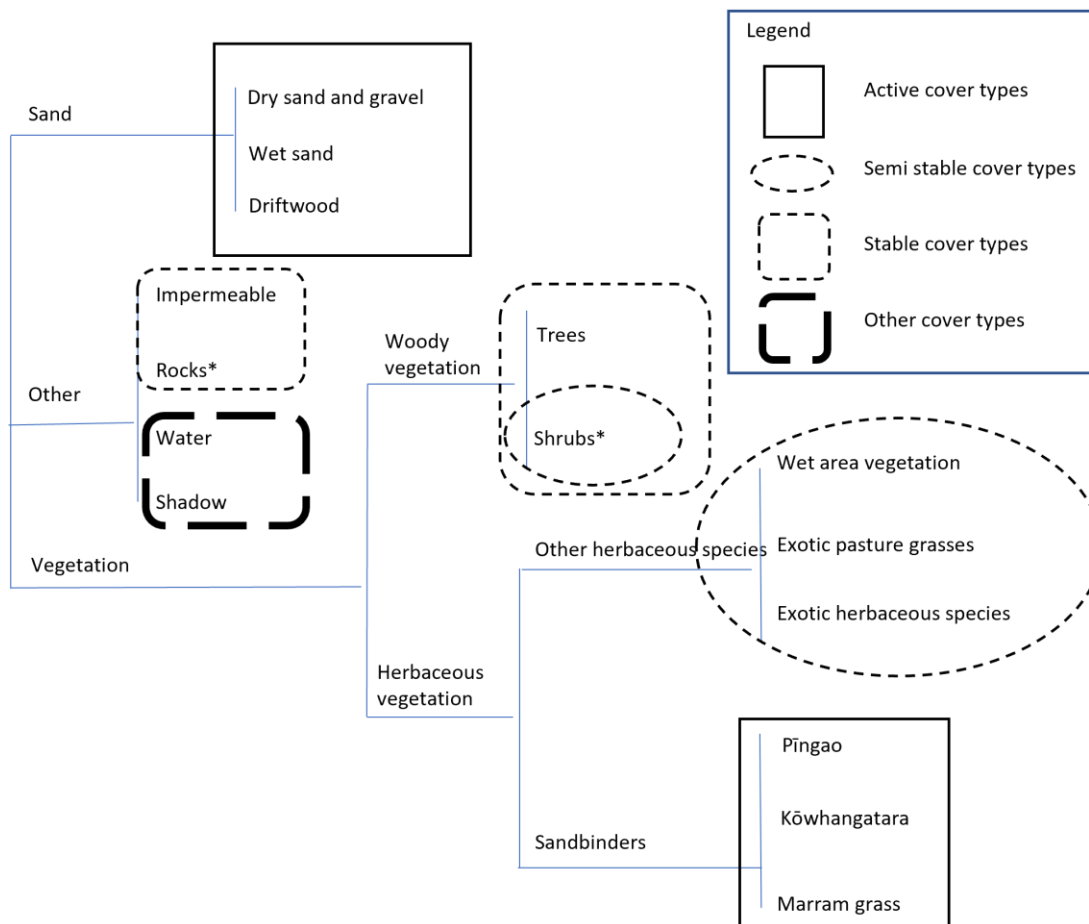 Legend
Active cover types
Semi stable cover types
Stable cover types
Other cover types
Sand
Dry sand and gravel
Wet sand
Driftwood
Other
Impermeable
Rocks*
Water
Shadow
Vegetation
Woody
vegetation
Trees
Shrubs*
Herbaceous
vegetation
Other herbaceous species
Wet area vegetation
Exotic pasture grasses
Exotic herbaceous species
Sandbinders
Pīngao
Kōwhangatara
Marram grass